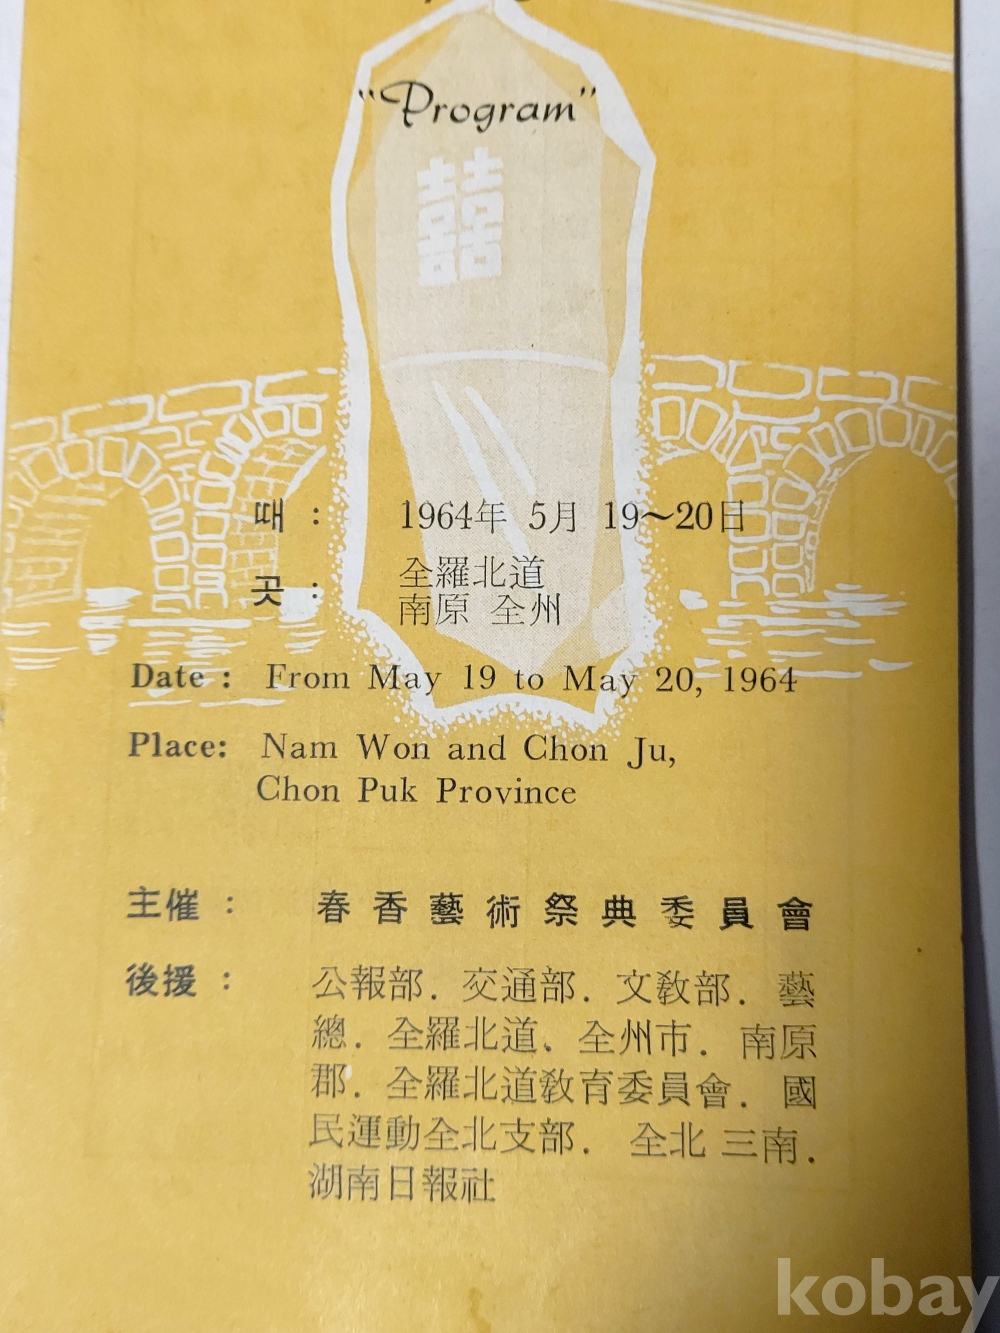 "Program"
囍
때 : 1964年 5月 19~20日
곳 : 全羅北道
南原 全州
Date : From May 19 to May 20, 1964
Place: Nam Won and Chon Ju,
Chon Puk Province
主催 : 春香藝術祭典委員會
後援 : 公報部. 交通部. 文敎部. 藝
總. 全羅北道、全州市. 南原
郡. 全羅北道敎育委員會. 國
民運動全北支部. 全北 三南.
湖南日報社
kobay